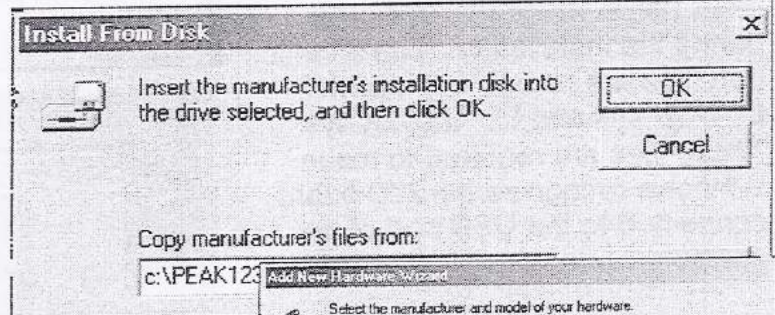 Install From Disk
Insert the manufacturer's installation disk into
the drive selected, and then click OK.
OK
Cancel
Copy manufacturer's files from:
c:\PEAK123
Add New Hardware Wizard
Select the manufacturer and model of your hardware.